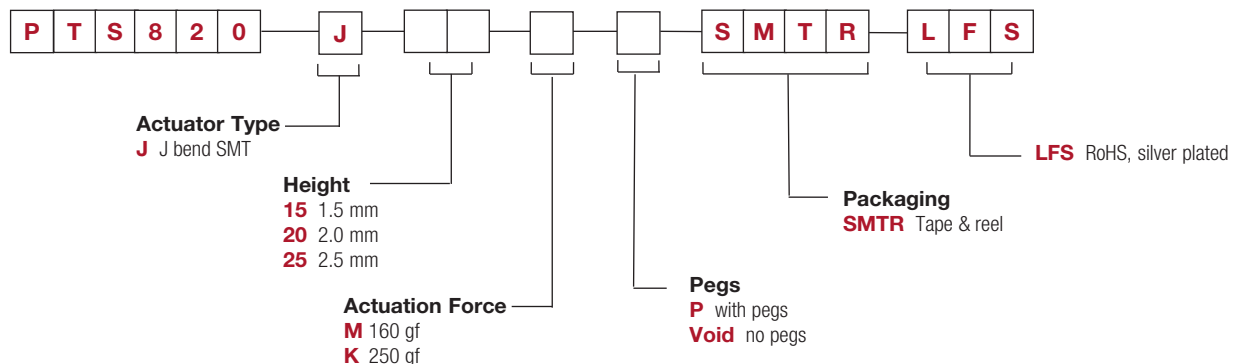 P T S 8 2 0 J S M T R L F S
Actuator Type
J J bend SMT
Height
15 1.5 mm
20 2.0 mm
25 2.5 mm
Actuation Force
M 160 gf
K 250 gf
Pegs
P with pegs
Void no pegs
Packaging
SMTR Tape & reel
LFS RoHS, silver plated